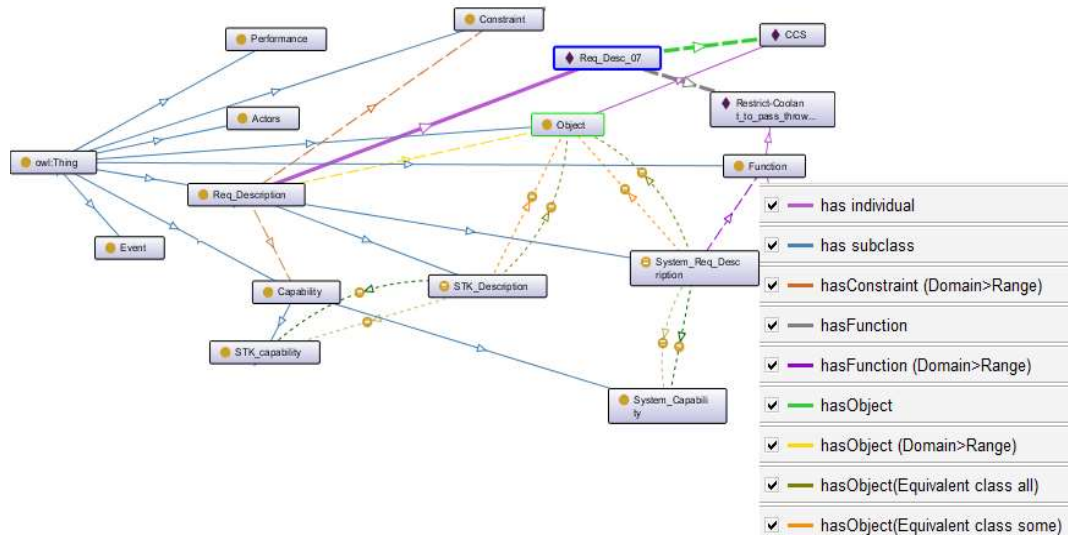 Constraint
Performance
CCS
Req_Desc_07
Restrict-Coolan
t_to_pass_throw...
Actors
Object
owl:Thing
Function
Req_Description
has individual
has subclass
Event
System_Req_Desc
ription
STK_Description
Capability
hasConstraint (Domain>Range)
hasFunction
STK_capability
hasFunction (Domain>Range)
System_Capabili
ty
hasObject
hasObject (Domain>Range)
hasObject(Equivalent class all)
hasObject(Equivalent class some)